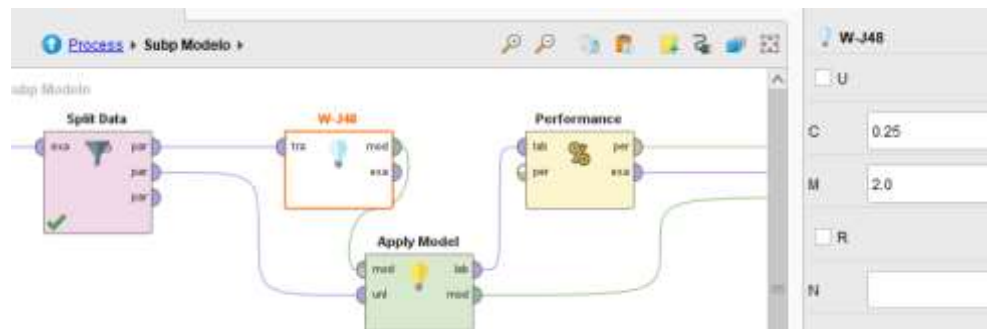 Process ▸ Subp Modelo ▸
Subp Modelo
Split Data
exa
par
par
par
W-J48
tra
mod
exa
Performance
lab
per
per
exa
Apply Model
mod
unl
lab
mod
W-J48
U
C
0.25
M
2.0
R
N